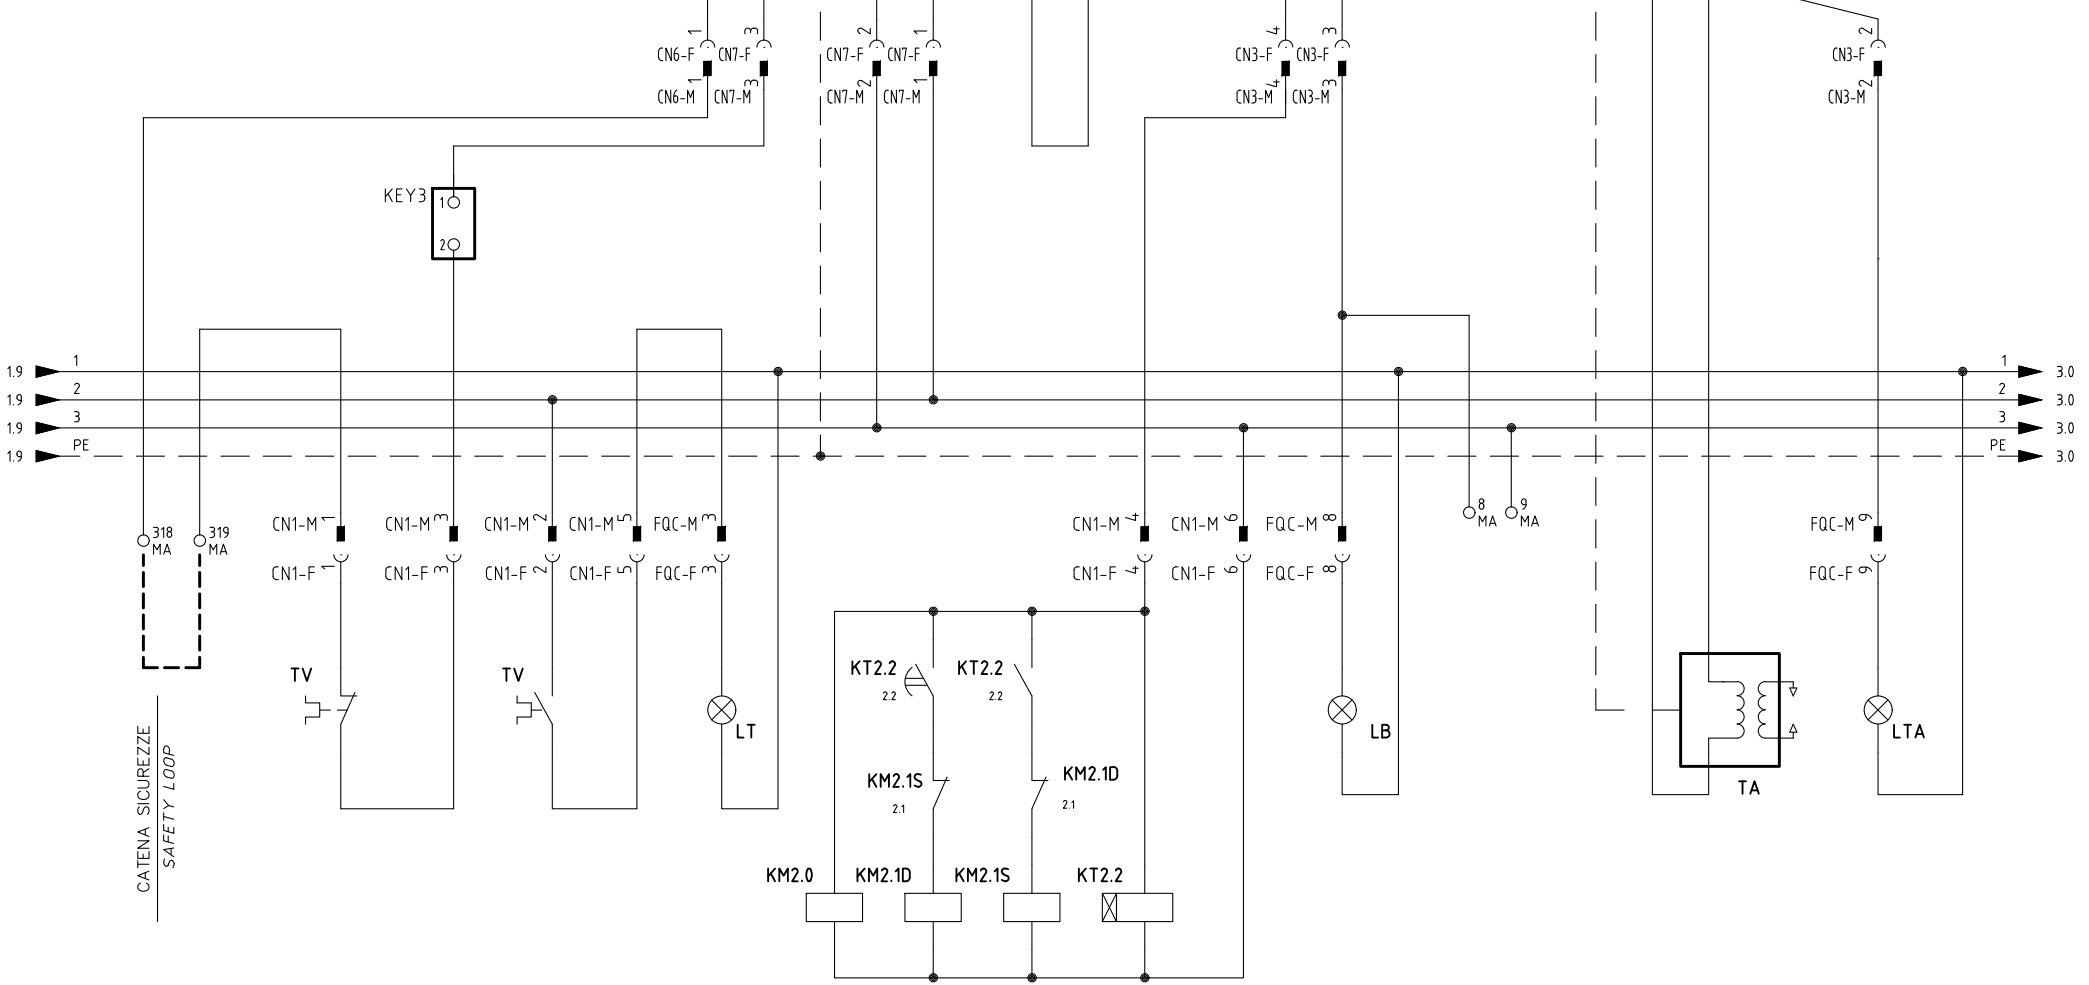 1 3 2 1 4 3 2
CN6-F CN7-F CN7-F CN7-F CN3-F CN3-F CN3-F
1 3 2 1 4 3 2
CN6-M CN7-M CN7-M CN7-M CN3-M CN3-M CN3-M
KEY3 1
2
1.9 1 1 3.0
1.9 2 2 3.0
1.9 3 3 3.0
1.9 PE PE 3.0
318 MA
319 MA
8 MA
9 MA
CN1-M 1 CN1-M 3 CN1-M 2 CN1-M 5 FQC-M 3 CN1-M 4 CN1-M 6 FQC-M 8 FQC-M 9
CN1-F 1 CN1-F 3 CN1-F 2 CN1-F 5 FQC-F 3 CN1-F 4 CN1-F 6 FQC-F 8 FQC-F 9
TV TV KT2.2 KT2.2
2.2 2.2
LT LB LTA
KM2.1S KM2.1D
2.1 2.1
TA
CATENA SICUREZZE
SAFETY LOOP
KM2.0 KM2.1D KM2.1S KT2.2